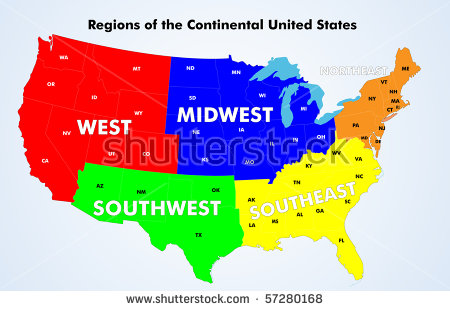 Regions of the Continental United States
WA
MT
ND
MN
OR
ID
WI
MI
NORTHEAST
ME
VT
NH
NY
MA
CT
RI
PA
NJ
MD
DE
WEST
MIDWEST
WY
IA
NV
UT
CO
CA
KS
MO
IL
IN
OH
WV
VA
KY
shutterstock
AZ
NM
OK
SOUTHWEST
TX
TN
NC
AK
SOUTHEAST
SC
LA
MS
AL
GA
FL
www.shutterstock.com · 57280168